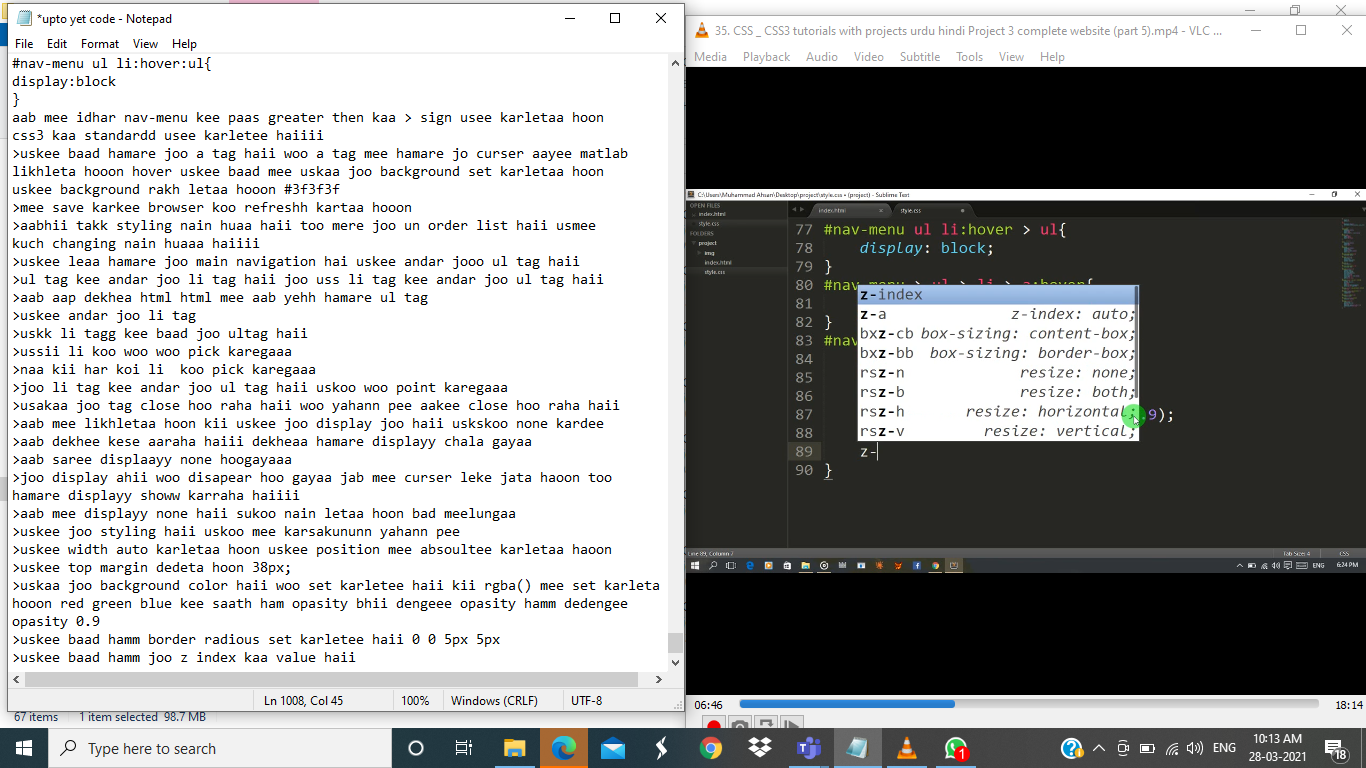 *upto yet code - Notepad
File Edit Format View Help
#nav-menu ul li:hover:ul{
display:block
}
aab mee idhar nav-menu kee paas greater then kaa > sign usee karletaa hoon
css3 kaa standardd usee karletee haiiii
>uskee baad hamare joo a tag haii woo a tag mee hamare jo curser aayee matlab
likhleta hooon hover uskee baad mee uskaa joo background set karletaa hoon
uskee background rakh letaa hooon #3f3f3f
>mee save karkee browser koo refreshh kartaa hooon
>aabhii takk styling nain huaa haii too mere joo un order list haii usmee
kuch changing nain huaaa haiiii
>uskee leaa hamare joo main navigation hai uskee andar jooo ul tag haii
>ul tag kee andar joo li tag haii joo uss li tag kee andar joo ul tag haii
>aab aap dekhea html html mee aab yehh hamare ul tag
>uskee andar joo li tag
>uskk li tagg kee baad joo ultag haii
>ussii li koo woo woo pick karegaaa
>naa kii har koi li  koo pick karegaaa
>joo li tag kee andar joo ul tag haii uskoo woo point karegaaa
>usakaa joo tag close hoo raha haii woo yahann pee aakee close hoo raha haii
>aab mee likhletaa hoon kii uskee joo display joo haii uskskoo none kardee
>aab dekhee kese aaraha haiii dekheaa hamare displayy chala gayaa
>aab saree displaayy none hoogayaaa
>joo display ahii woo disapear hoo gayaa jab mee curser leke jata haoon too
hamare displayy showw karraha haiiii
>aab mee displayy none haii sukoo nain letaa hoon bad meelungaa
>uskee joo styling haii uskoo mee karsakununn yahann pee
>uskee width auto karletaa hoon uskee position mee absoultee karletaa haoon
>uskee top margin dedeta hoon 38px;
>uskaa joo background color haii woo set karletee haii kii rgba() mee set karleta
hooon red green blue kee saath ham opasity bhii dengeee opasity hamm dedengee
opasity 0.9
>uskee baad hamm border radious set karletee haii 0 0 5px 5px
>uskee baad hamm joo z index kaa value haii
Ln 1008, Col 45 100% Windows (CRLF) UTF-8
67 items 1 item selected 98.7 MB
35. CSS _ CSS3 tutorials with projects urdu hindi Project 3 complete website (part 5).mp4 - VLC ...
Media Playback Audio Video Subtitle Tools View Help
C:\Users\Muhammad Ahsan\Desktop\project\style.css • (project) - Sublime Text
OPEN FILES
index.html
style.css
FOLDERS
project
img
index.html
style.css
index.html style.css
77 #nav-menu ul li:hover > ul{
78 display: block;
79 }
80 #nav-menu > ul > li > a:hover{
81
82 }
83 #nav
84
85
86
87 9);
88
89 z-
90 }
z-index
z-a z-index: auto;
bxz-cb box-sizing: content-box;
bxz-bb box-sizing: border-box;
rsz-n resize: none;
rsz-b resize: both;
rsz-h resize: horizontal;
rsz-v resize: vertical;
Line 89, Column 7 Tab Size: 4 CSS
ENG 6:24 PM
06:46 18:14
Type here to search
1
ENG
10:13 AM
28-03-2021
18